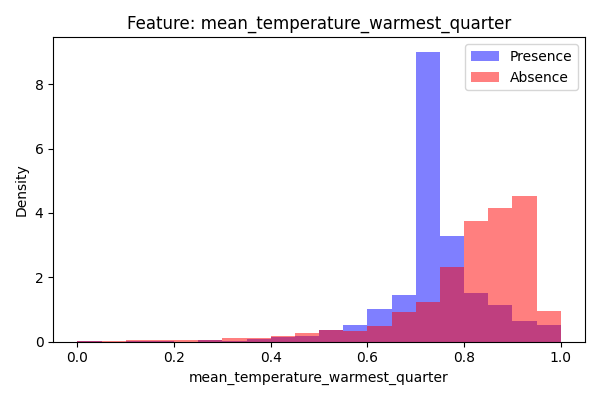 Feature: mean_temperature_warmest_quarter
Presence
Absence
Density
8
6
4
2
0
0.0 0.2 0.4 0.6 0.8 1.0
mean_temperature_warmest_quarter